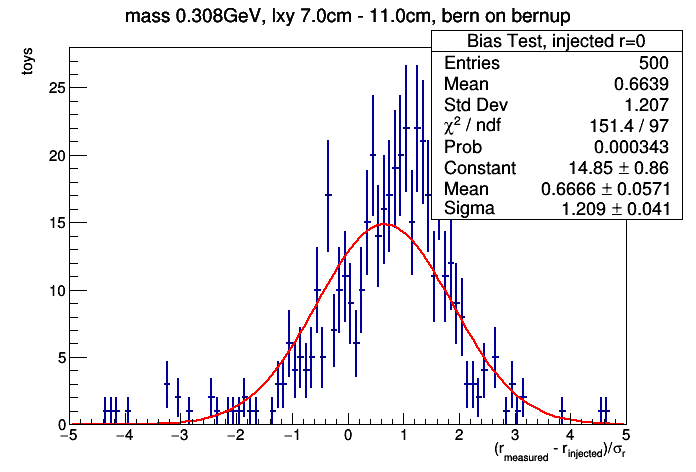 mass 0.308GeV, lxy 7.0cm - 11.0cm, bern on bernup
toys
Bias Test, injected r=0
Entries 500
Mean 0.6639
Std Dev 1.207
χ² / ndf 151.4 / 97
Prob 0.000343
Constant 14.85 ± 0.86
Mean 0.6666 ± 0.0571
Sigma 1.209 ± 0.041
25
20
15
10
5
0
−5 −4 −3 −2 −1 0 1 2 3 4 5
(r_measured - r_injected)/σ_r